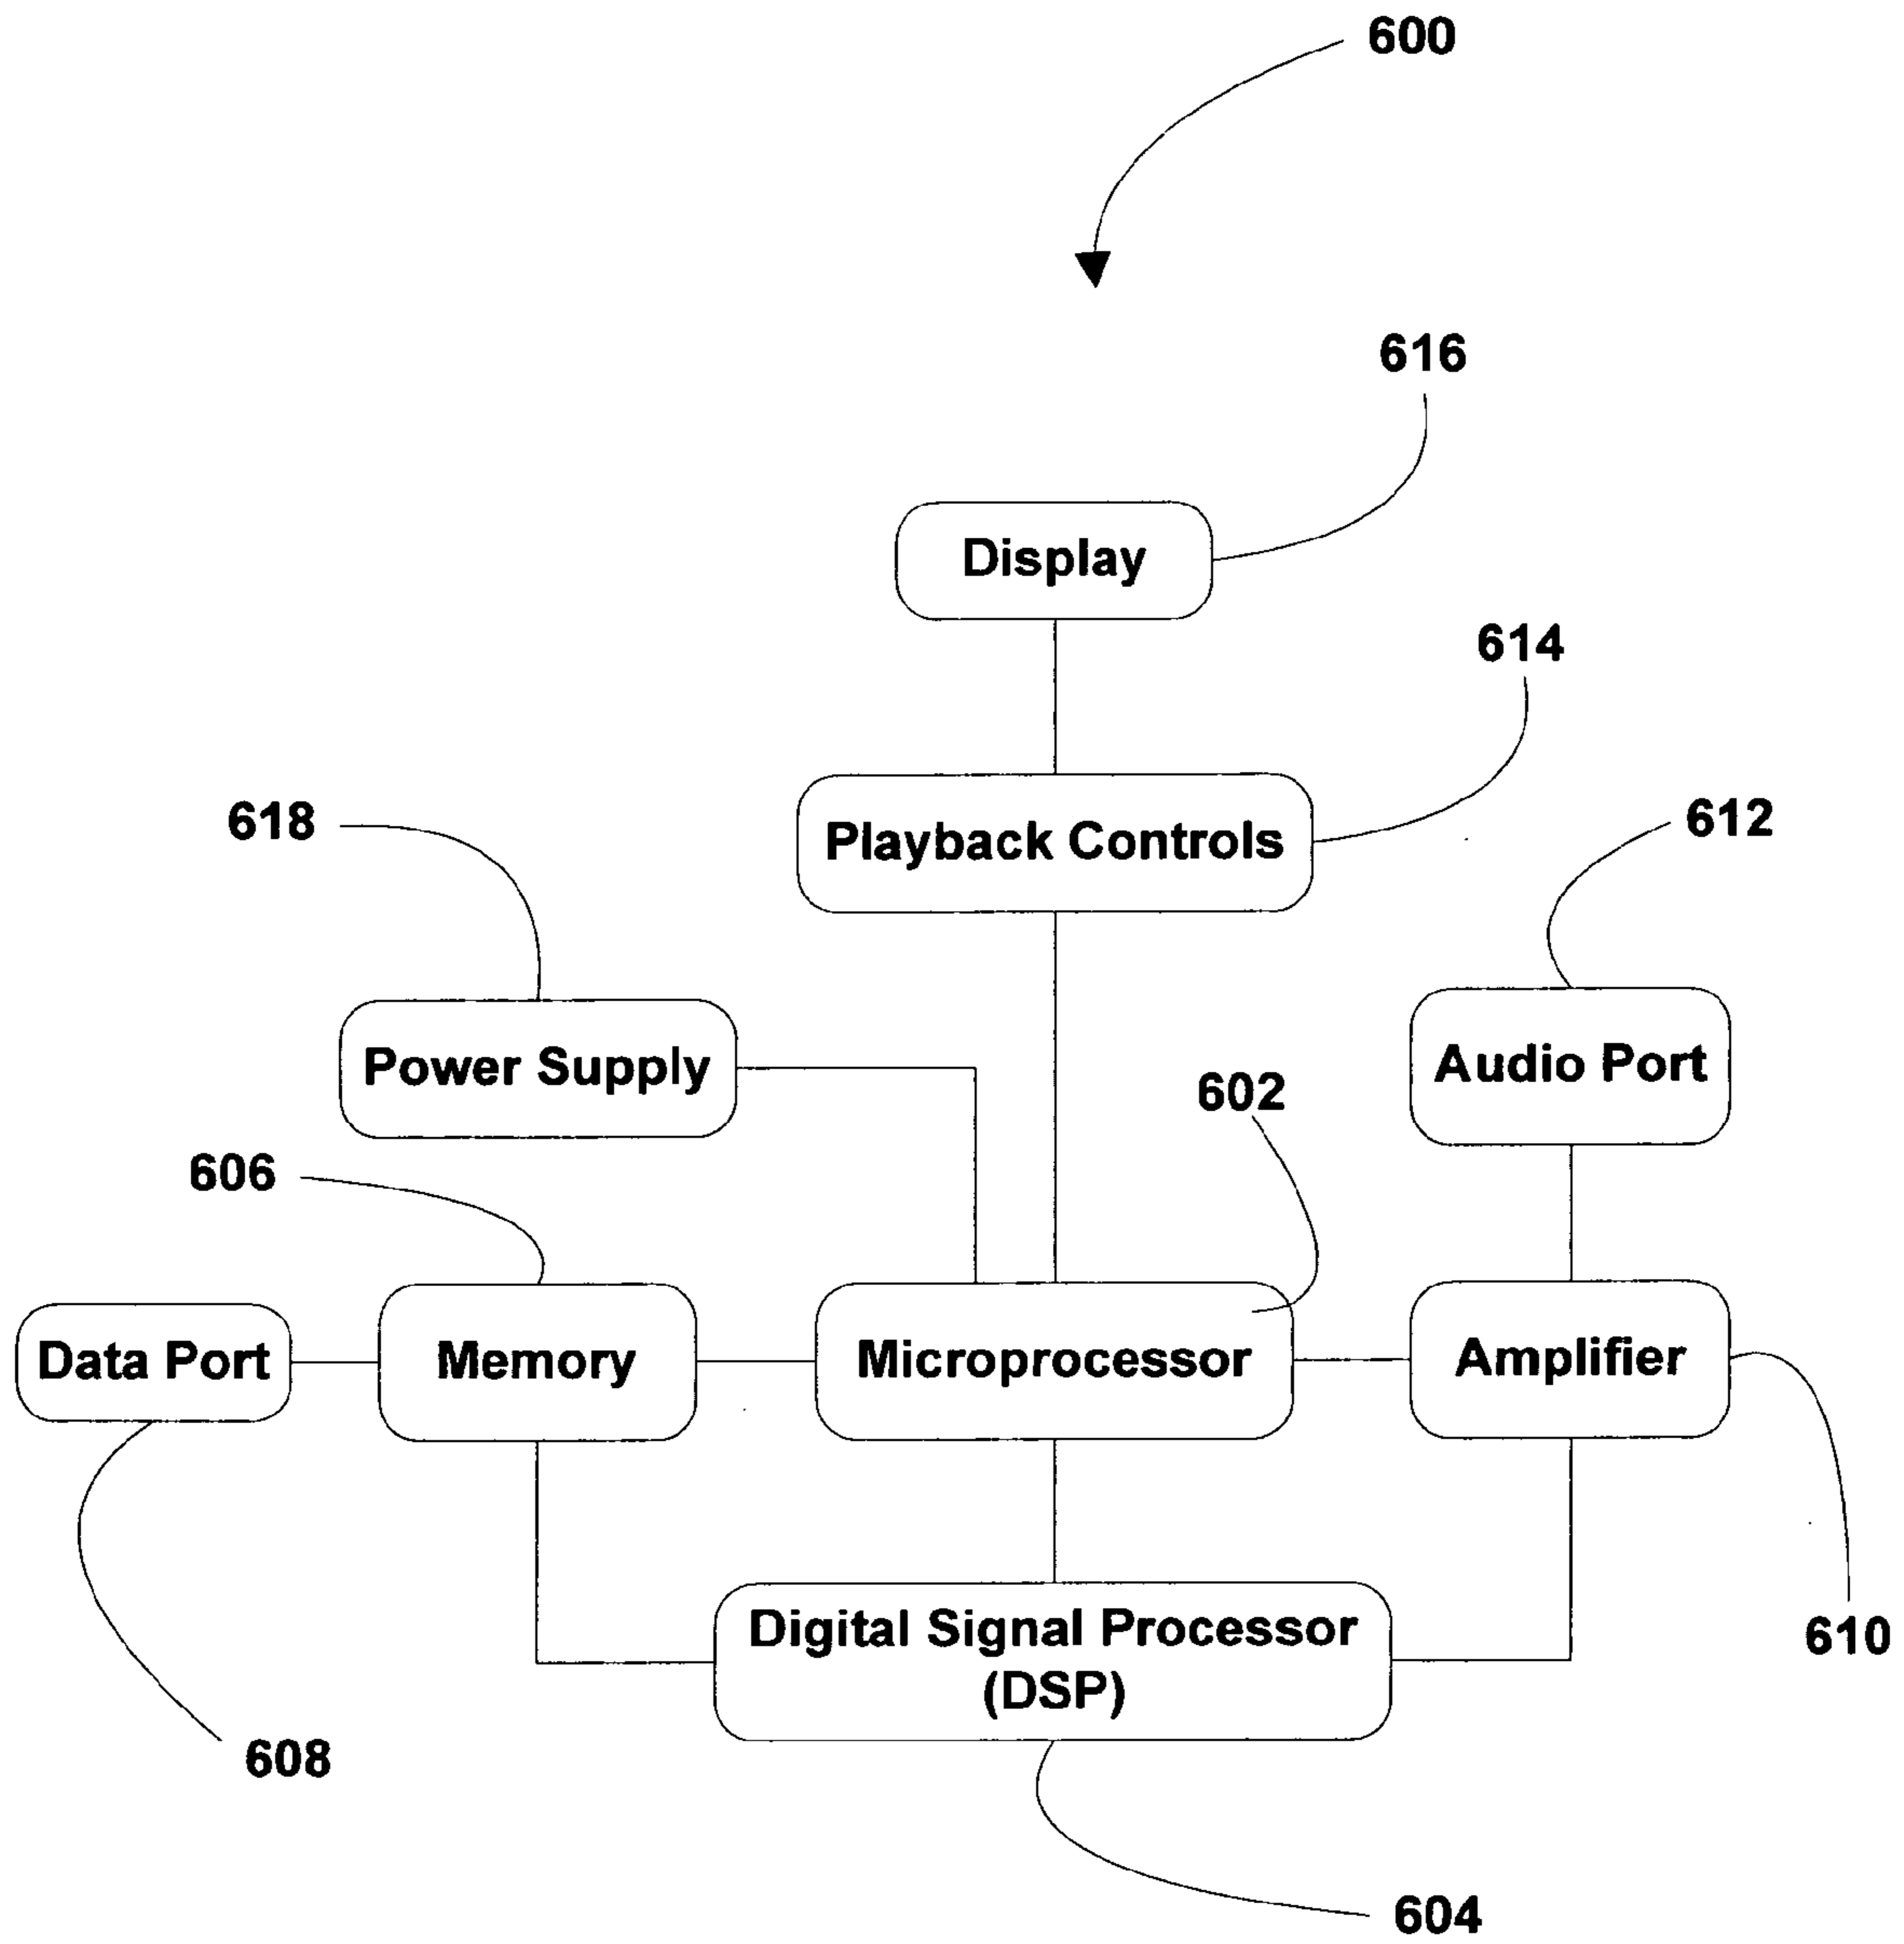 600
616
Display
614
Playback Controls
618
612
Power Supply
Audio Port
602
606
Data Port
Memory
Microprocessor
Amplifier
Digital Signal Processor
(DSP)
610
608
604